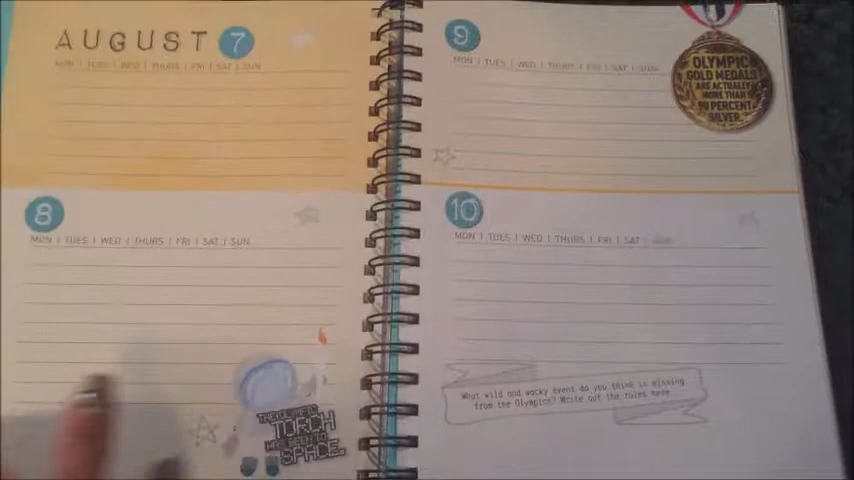 AUGUST 7
MON | TUES | WED | THURS | FRI | SAT | SUN
8
MON | TUES | WED | THURS | FRI | SAT | SUN
TORCH
HAS BEEN TO
SPACE.
9
MON | TUES | WED | THURS | FRI | SAT | SUN
OLYMPIC
GOLD MEDALS
ARE ACTUALLY
MORE THAN
90 PERCENT
SILVER.
10
MON | TUES | WED | THURS | FRI | SAT | SUN
What wild and wacky event do you think is missing
from the Olympics? Write out the rules here.